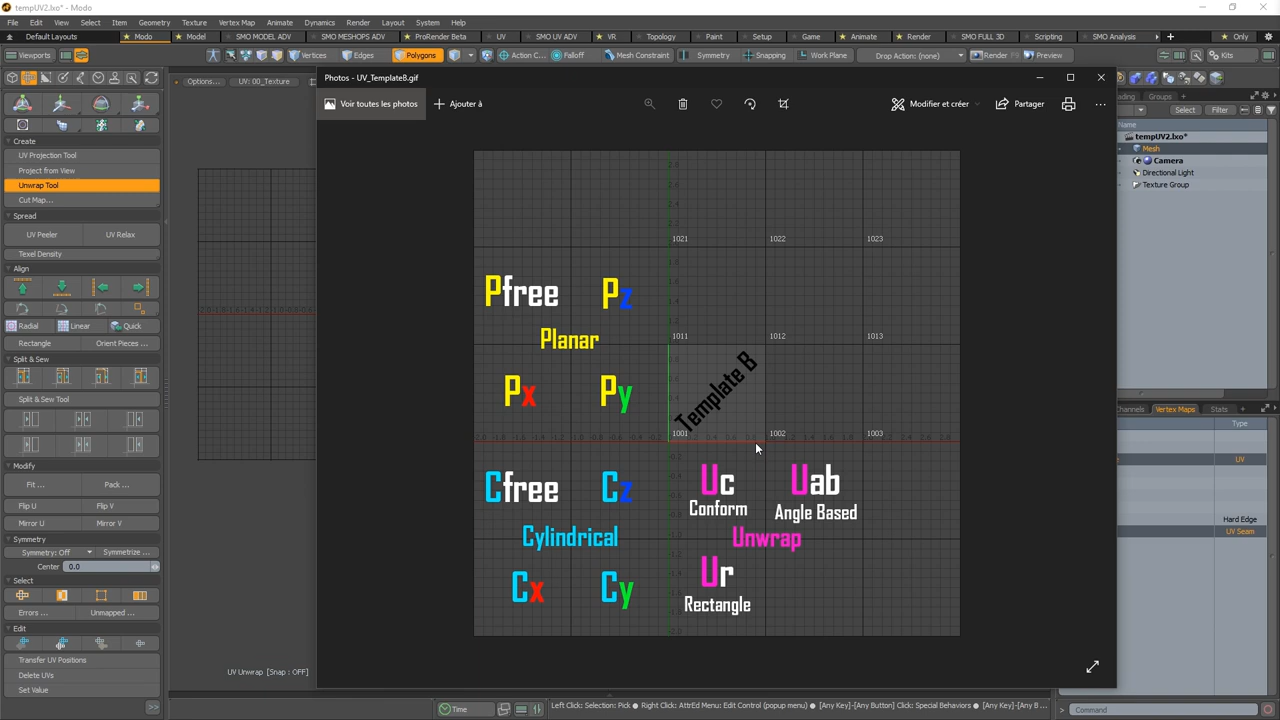 tempUV2.lxo* - Modo
File Edit View Select Item Geometry Texture Vertex Map Animate Dynamics Render Layout System Help
Default Layouts Modo Model SMO MODEL ADV SMO MESHOPS ADV ProRender Beta UV SMO UV ADV VR Topology Paint Setup Game Animate Render SMO FULL 3D Scripting SMO Analysis + Only
Viewports Vertices Edges Polygons Action C... Falloff Mesh Constraint Symmetry Snapping Work Plane Drop Action: (none) Render Preview Kits
Photos - UV_TemplateB.gif
Options... UV: 00_Texture
Voir toutes les photos Ajouter à Modifier et créer Partager
Groups
Select Filter
Name
tempUV2.lxo*
Mesh
Camera
Directional Light
Texture Group
Create
UV Projection Tool
Project from View
Unwrap Tool
Cut Map...
Spread
UV Peeler UV Relax
Texel Density
Align
Radial Linear Quick
Rectangle Orient Pieces ...
Split & Sew
Split & Sew Tool
Modify
Fit ... Pack ...
Flip U Flip V
Mirror U Mirror V
Symmetry
Symmetry: Off Symmetrize ...
Center 0.0
Select
Errors ... Unmapped ...
Edit
Transfer UV Positions
Delete UVs
Set Value
1021 1022 1023
Pfree Pz
Planar
1011 1012 1013
Px Py
Template B
1001 1002 1003
Cfree Cz
Uc Uab
Conform Angle Based
Cylindrical
Unwrap
Cx Cy
Ur
Rectangle
Channels Vertex Maps Stats +
Type
UV
Hard Edge
UV Seam
UV Unwrap [Snap : OFF]
Time
Left Click: Selection: Pick ● Right Click: AttrEd Menu: Edit Control (popup menu) ● [Any Key]-[Any Button] Click: Special Behaviors ● [Any Key]-[Any B ...
Command